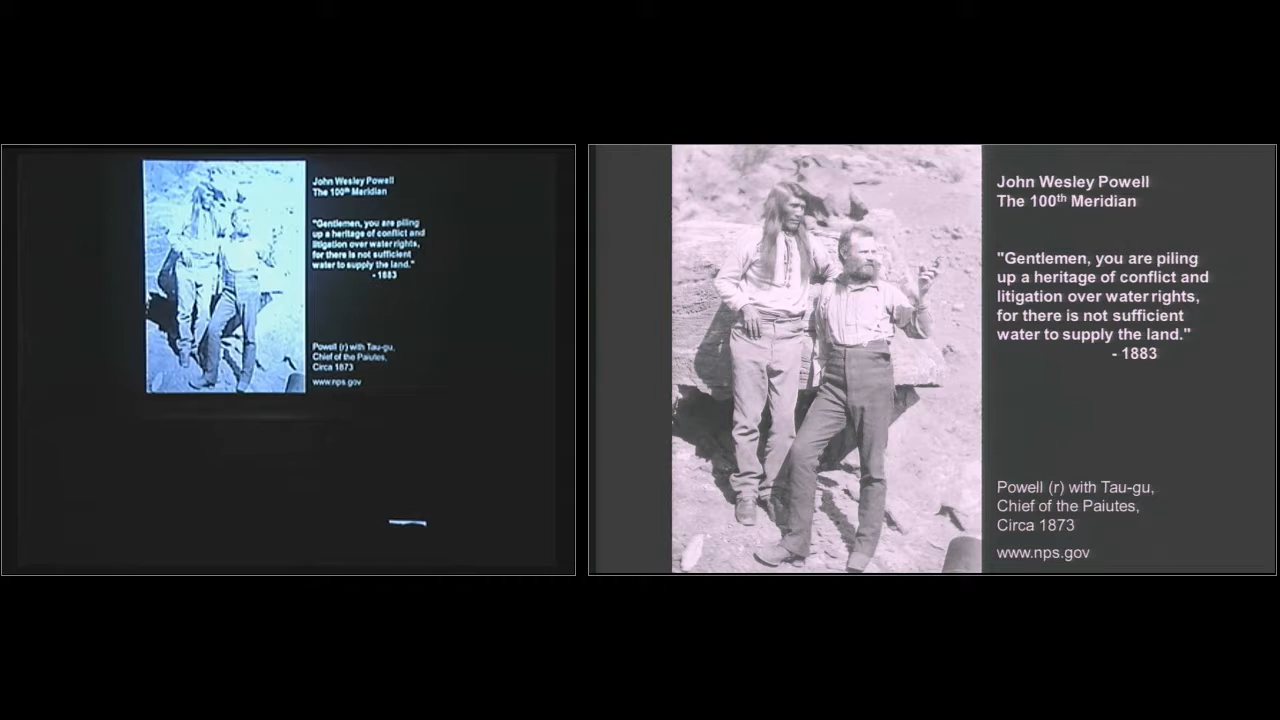 John Wesley Powell
The 100th Meridian
"Gentlemen, you are piling
up a heritage of conflict and
litigation over water rights,
for there is not sufficient
water to supply the land."
- 1883
Powell (r) with Tau-gu,
Chief of the Paiutes,
Circa 1873
www.nps.gov
John Wesley Powell
The 100th Meridian
"Gentlemen, you are piling
up a heritage of conflict and
litigation over water rights,
for there is not sufficient
water to supply the land."
- 1883
Powell (r) with Tau-gu,
Chief of the Paiutes,
Circa 1873
www.nps.gov